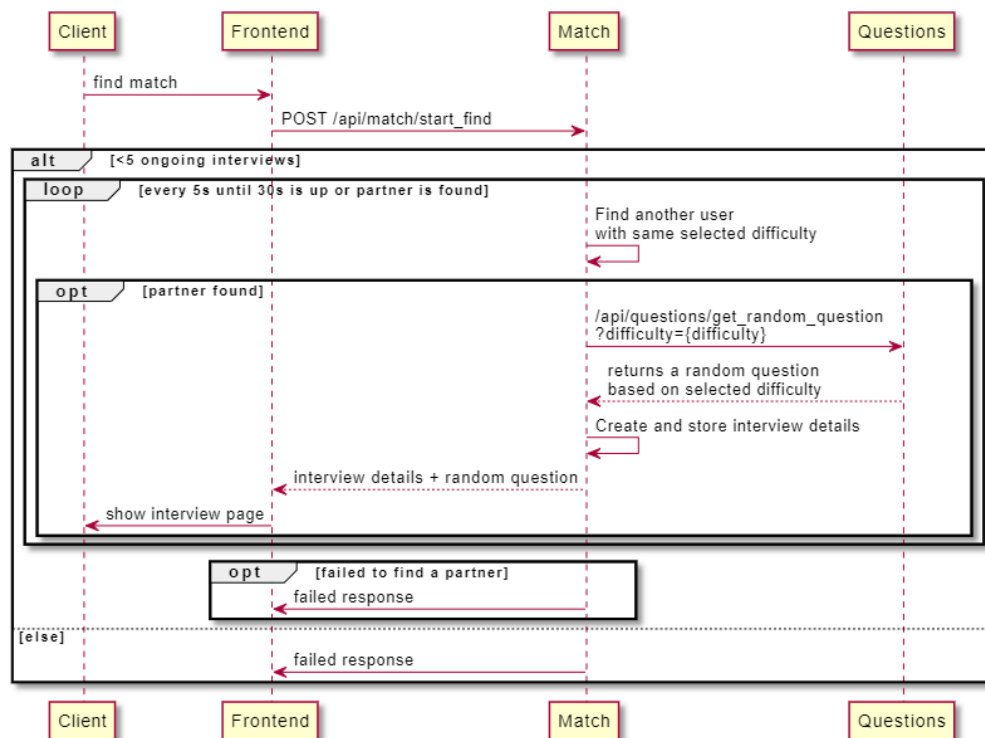 Client Frontend Match Questions
find match
POST /api/match/start_find
alt [<5 ongoing interviews]
loop [every 5s until 30s is up or partner is found]
Find another user
with same selected difficulty
opt [partner found]
/api/questions/get_random_question
?difficulty={difficulty}
returns a random question
based on selected difficulty
Create and store interview details
interview details + random question
show interview page
opt [failed to find a partner]
failed response
[else]
failed response
Client Frontend Match Questions